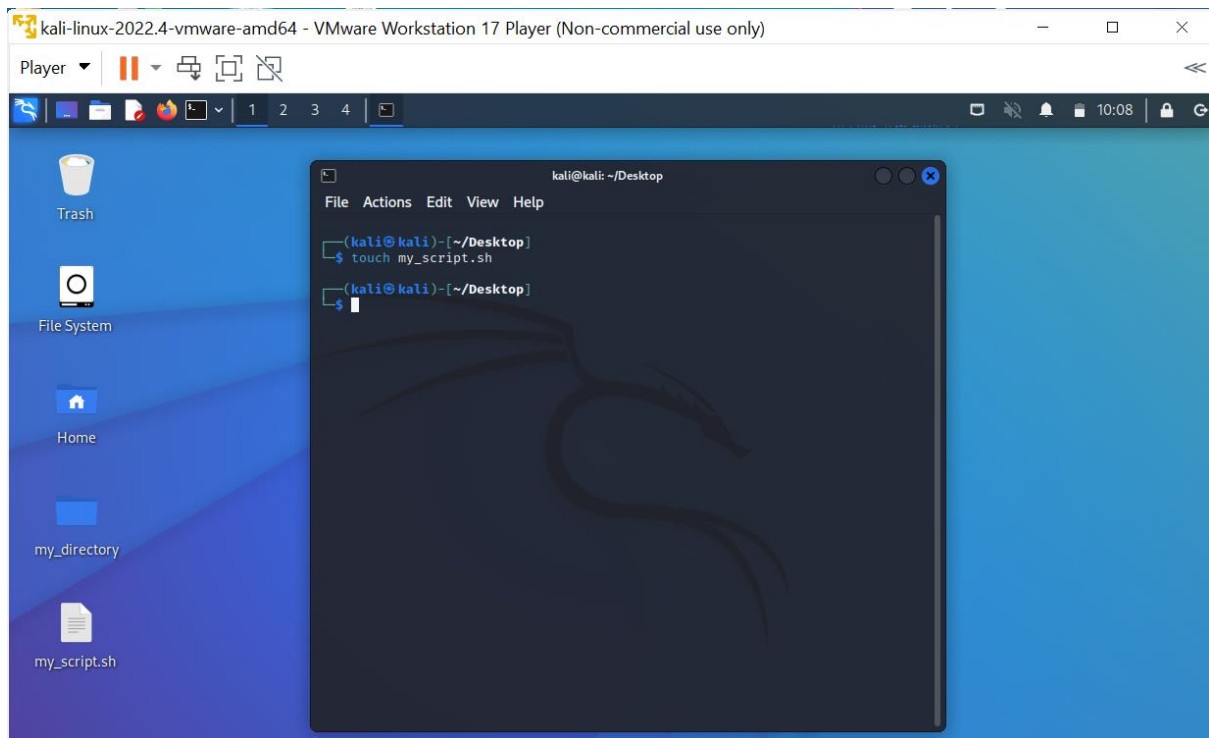 kali-linux-2022.4-vmware-amd64 - VMware Workstation 17 Player (Non-commercial use only)
Player
1 2 3 4
10:08
Trash
File System
Home
my_directory
my_script.sh
kali@kali: ~/Desktop
File Actions Edit View Help
┌──(kali㉿kali)-[~/Desktop]
└─$ touch my_script.sh
┌──(kali㉿kali)-[~/Desktop]
└─$